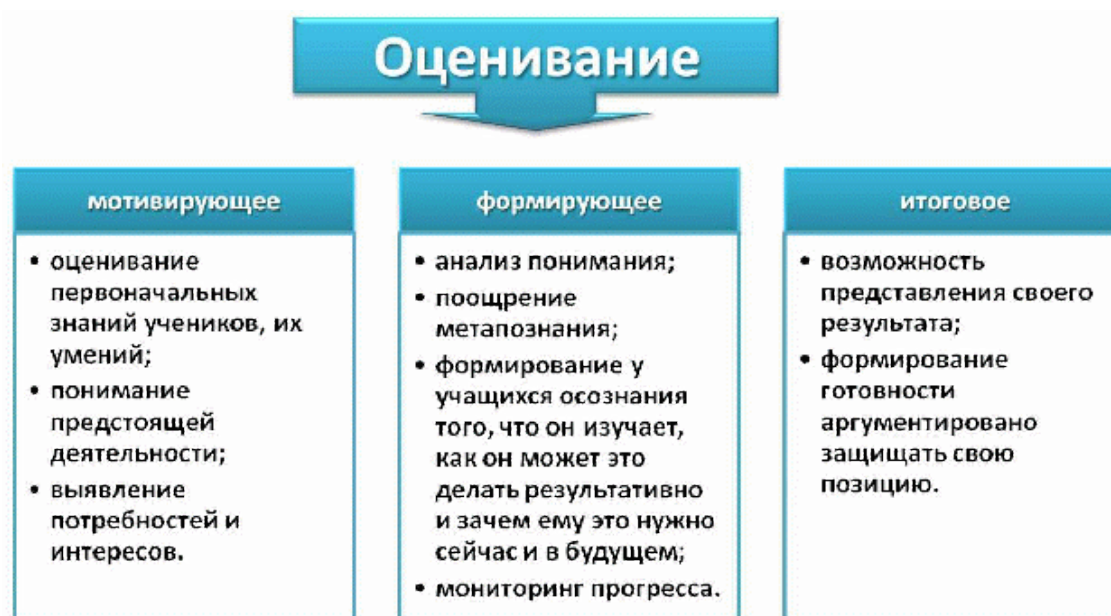 Оценивание
мотивирующее
• оценивание
первоначальных
знаний учеников, их
умений;
• понимание
предстоящей
деятельности;
• выявление
потребностей и
интересов.
формирующее
• анализ понимания;
• поощрение
метапознания;
• формирование у
учащихся осознания
того, что он изучает,
как он может это
делать результативно
и зачем ему это нужно
сейчас и в будущем;
• мониторинг прогресса.
итоговое
• возможность
представления своего
результата;
• формирование
готовности
аргументировано
защищать свою
позицию.